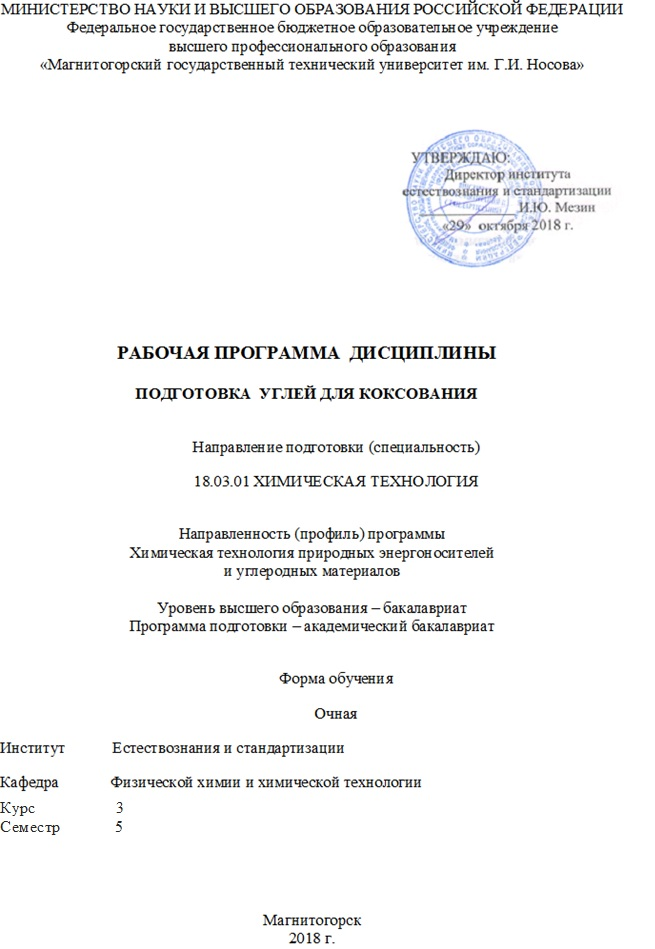 МИНИСТЕРСТВО НАУКИ И ВЫСШЕГО ОБРАЗОВАНИЯ РОССИЙСКОЙ ФЕДЕРАЦИИ
Федеральное государственное бюджетное образовательное учреждение
высшего профессионального образования
«Магнитогорский государственный технический университет им. Г.И. Носова»
УТВЕРЖДАЮ:
Директор института
естествознания и стандартизации
И.Ю. Мезин
«29» октября 2018 г.
РАБОЧАЯ ПРОГРАММА ДИСЦИПЛИНЫ
ПОДГОТОВКА УГЛЕЙ ДЛЯ КОКСОВАНИЯ
Направление подготовки (специальность)
18.03.01 ХИМИЧЕСКАЯ ТЕХНОЛОГИЯ
Направленность (профиль) программы
Химическая технология природных энергоносителей
и углеродных материалов
Уровень высшего образования – бакалавриат
Программа подготовки – академический бакалавриат
Форма обучения
Очная
Институт Естествознания и стандартизации
Кафедра Физической химии и химической технологии
Курс 3
Семестр 5
Магнитогорск
2018 г.